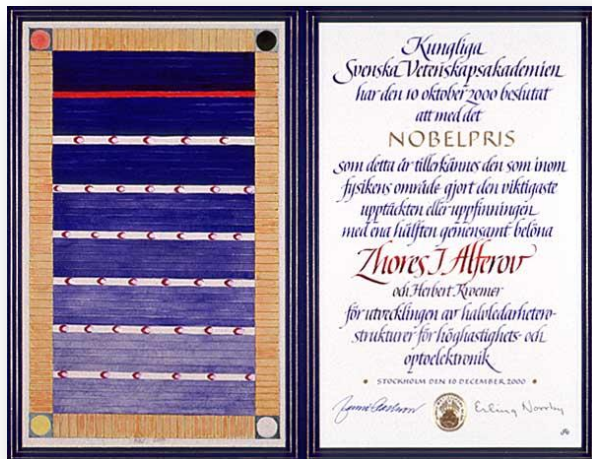 Kungliga
Svenska Vetenskapsakademien
har den 10 oktober 2000 beslutat
att med det
NOBELPRIS
som detta år tillerkännes den som inom
fysikens område gjort den viktigaste
upptäckten eller uppfinningen
med ena hälften gemensamt belöna
Zhores I Alferov
och Herbert Kroemer
för utvecklingen av halvledarhetero-
strukturer för höghastighets- och
optoelektronik
• STOCKHOLM DEN 10 DECEMBER 2000 •
Erling Norrby